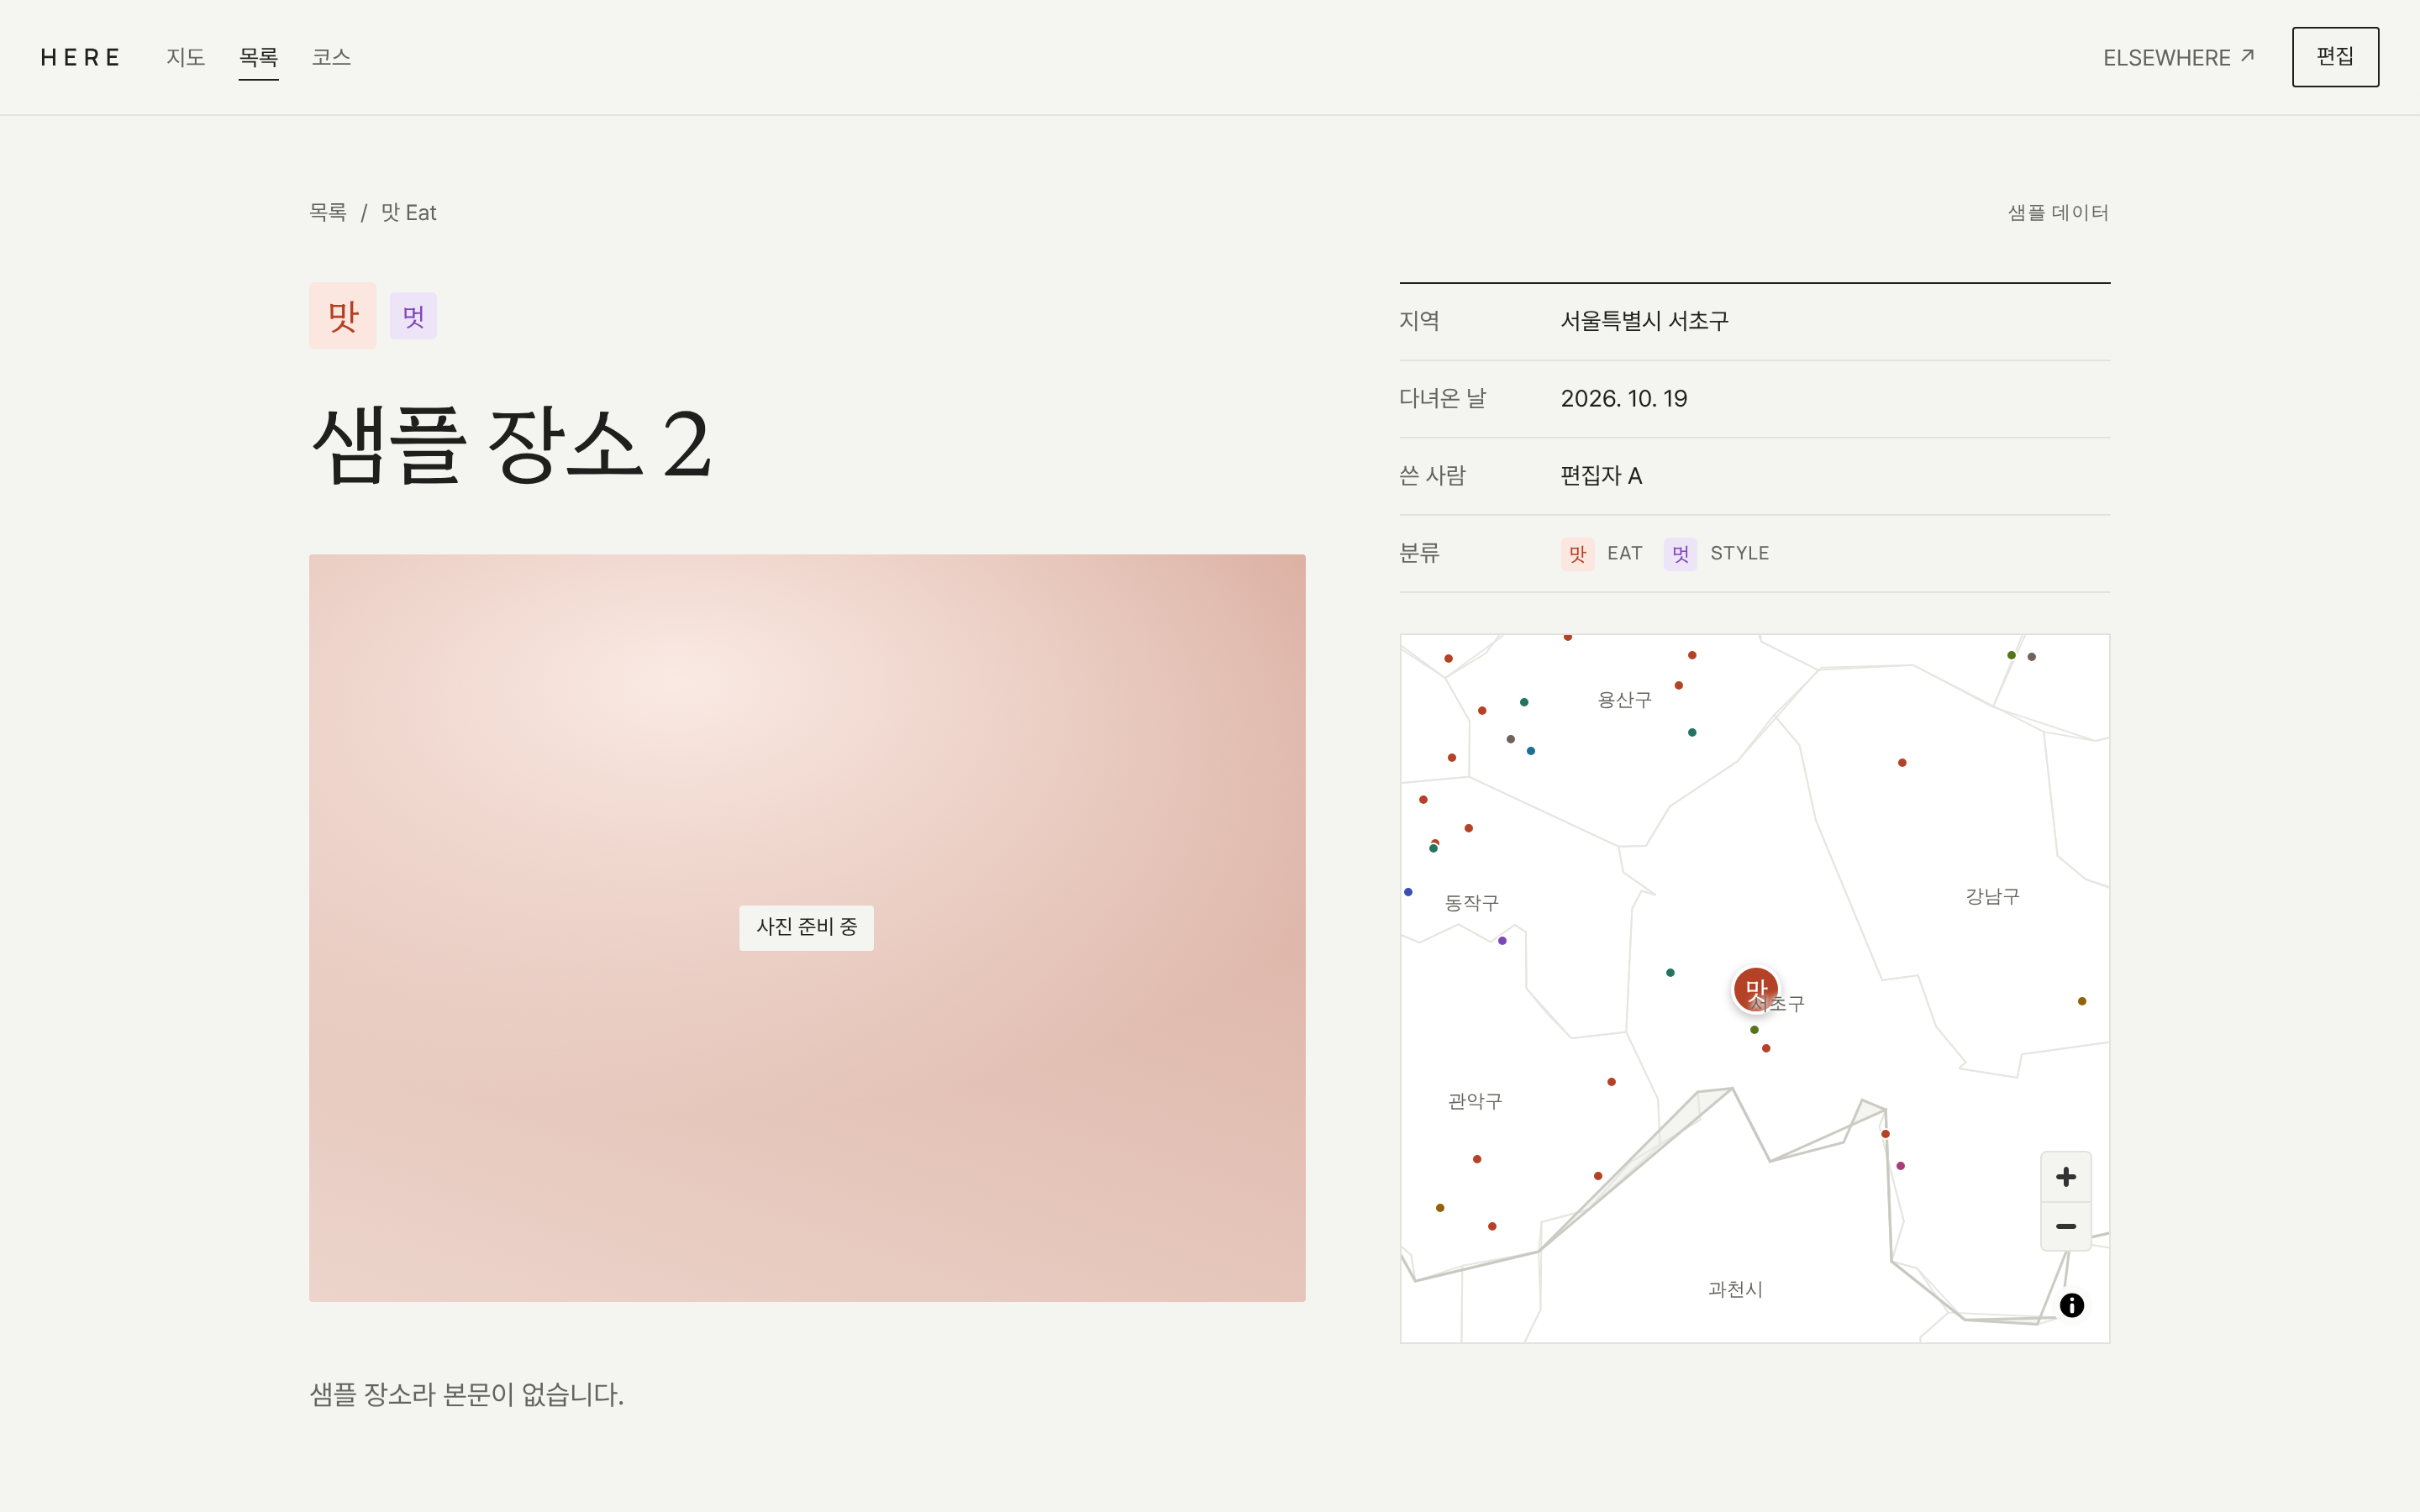 HERE 지도 목록 코스 ELSEWHERE ↗ 편집
목록 / 맛 Eat
샘플 데이터
맛 멋
샘플 장소 2
사진 준비 중
샘플 장소라 본문이 없습니다.
지역 서울특별시 서초구
다녀온 날 2026. 10. 19
쓴 사람 편집자 A
분류 맛 EAT 멋 STYLE
용산구
동작구
강남구
맛
서초구
관악구
과천시